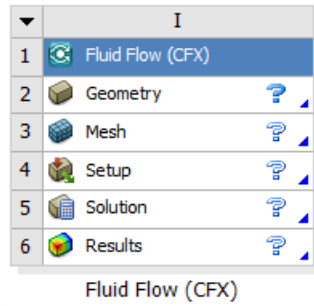 I
1 Fluid Flow (CFX)
2 Geometry ?
3 Mesh ?
4 Setup ?
5 Solution ?
6 Results ?
Fluid Flow (CFX)